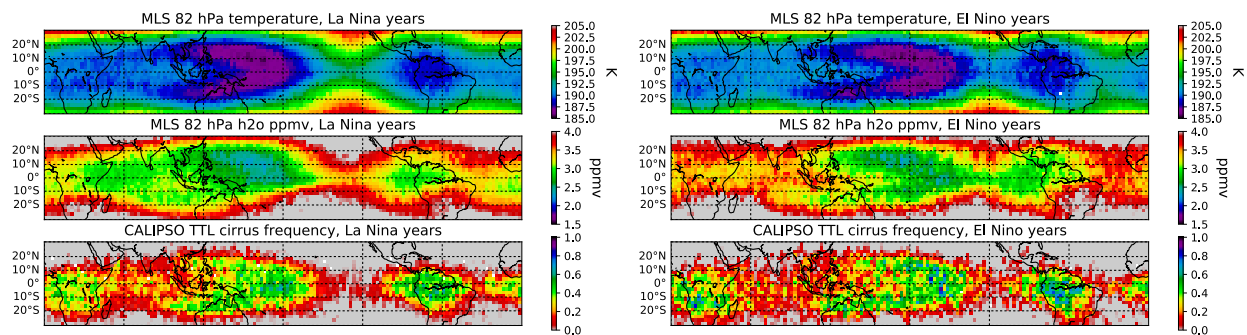 MLS 82 hPa temperature, La Nina years
30°N
20°N
10°N
0°
10°S
20°S
205.0
202.5
200.0
197.5
195.0
192.5
190.0
187.5
185.0
K
MLS 82 hPa h2o ppmv, La Nina years
20°N
10°N
0°
10°S
20°S
4.0
3.5
3.0
2.5
2.0
1.5
ppmv
CALIPSO TTL cirrus frequency, La Nina years
20°N
10°N
0°
10°S
20°S
1.0
0.8
0.6
0.4
0.2
0.0
MLS 82 hPa temperature, El Nino years
20°N
10°N
0°
10°S
20°S
205.0
202.5
200.0
197.5
195.0
192.5
190.0
187.5
185.0
K
MLS 82 hPa h2o ppmv, El Nino years
20°N
10°N
0°
10°S
20°S
4.0
3.5
3.0
2.5
2.0
1.5
ppmv
CALIPSO TTL cirrus frequency, El Nino years
20°N
10°N
0°
10°S
20°S
1.0
0.8
0.6
0.4
0.2
0.0